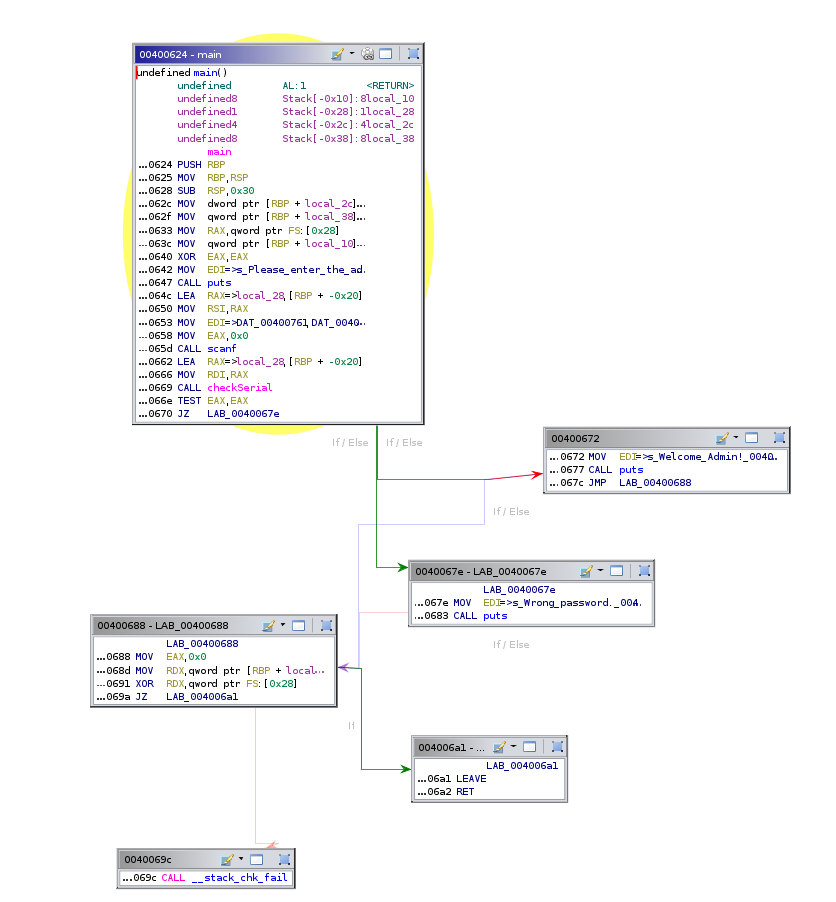 00400624 - main
undefined main()
undefined AL:1 <RETURN>
undefined8 Stack[-0x10]:8local_10
undefined1 Stack[-0x28]:1local_28
undefined4 Stack[-0x2c]:4local_2c
undefined8 Stack[-0x38]:8local_38
main
...0624 PUSH RBP
...0625 MOV RBP,RSP
...0628 SUB RSP,0x30
...062c MOV dword ptr [RBP + local_2c]...
...062f MOV qword ptr [RBP + local_38]...
...0633 MOV RAX,qword ptr FS:[0x28]
...063c MOV qword ptr [RBP + local_10]...
...0640 XOR EAX,EAX
...0642 MOV EDI=>s_Please_enter_the_ad...
...0647 CALL puts
...064c LEA RAX=>local_28,[RBP + -0x20]
...0650 MOV RSI,RAX
...0653 MOV EDI=>DAT_00400761,DAT_0040...
...0658 MOV EAX,0x0
...065d CALL scanf
...0662 LEA RAX=>local_28,[RBP + -0x20]
...0666 MOV RDI,RAX
...0669 CALL checkSerial
...066e TEST EAX,EAX
...0670 JZ LAB_0040067e
If / Else If / Else
00400672
...0672 MOV EDI=>s_Welcome_Admin!_0040...
...0677 CALL puts
...067c JMP LAB_00400688
If / Else
0040067e - LAB_0040067e
LAB_0040067e
...067e MOV EDI=>s_Wrong_password._004...
...0683 CALL puts
If / Else
00400688 - LAB_00400688
LAB_00400688
...0688 MOV EAX,0x0
...068d MOV RDX,qword ptr [RBP + local...
...0691 XOR RDX,qword ptr FS:[0x28]
...069a JZ LAB_004006a1
If
004006a1 - ...
LAB_004006a1
...06a1 LEAVE
...06a2 RET
0040069c
...069c CALL __stack_chk_fail